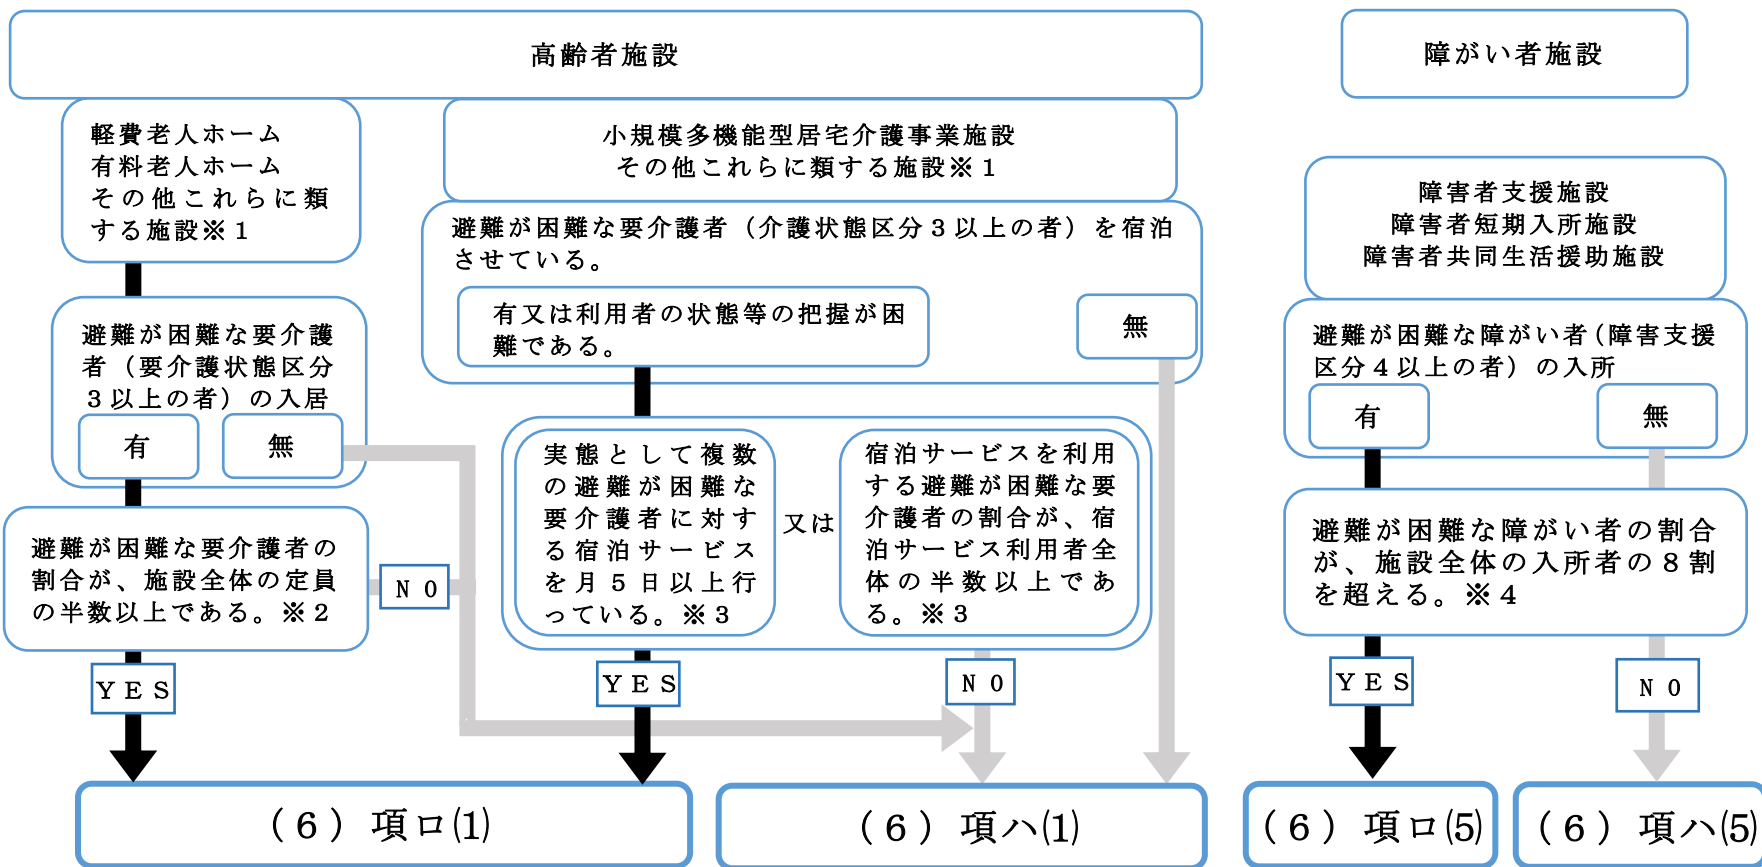 高齢者施設
障がい者施設
軽費老人ホーム
有料老人ホーム
その他これらに類
する施設※１
小規模多機能型居宅介護事業施設
その他これらに類する施設※１
避難が困難な要介護者（介護状態区分３以上の者）を宿泊
させている。
有又は利用者の状態等の把握が困
難である。
無
障害者支援施設
障害者短期入所施設
障害者共同生活援助施設
避難が困難な要介護
者（要介護状態区分
３以上の者）の入居
有
無
避難が困難な障がい者（障害支援
区分４以上の者）の入所
有
無
実態として複数
の避難が困難な
要介護者に対す
る宿泊サービス
を月５日以上行
っている。※３
又は
宿泊サービスを利用
する避難が困難な要
介護者の割合が、宿
泊サービス利用者全
体の半数以上であ
る。※３
避難が困難な要介護者の
割合が、施設全体の定員
の半数以上である。※２
ＮＯ
避難が困難な障がい者の割合
が、施設全体の入所者の８割
を超える。※４
ＹＥＳ
ＹＥＳ
ＮＯ
ＹＥＳ
ＮＯ
（６）項ロ⑴
（６）項ハ⑴
（６）項ロ⑸
（６）項ハ⑸